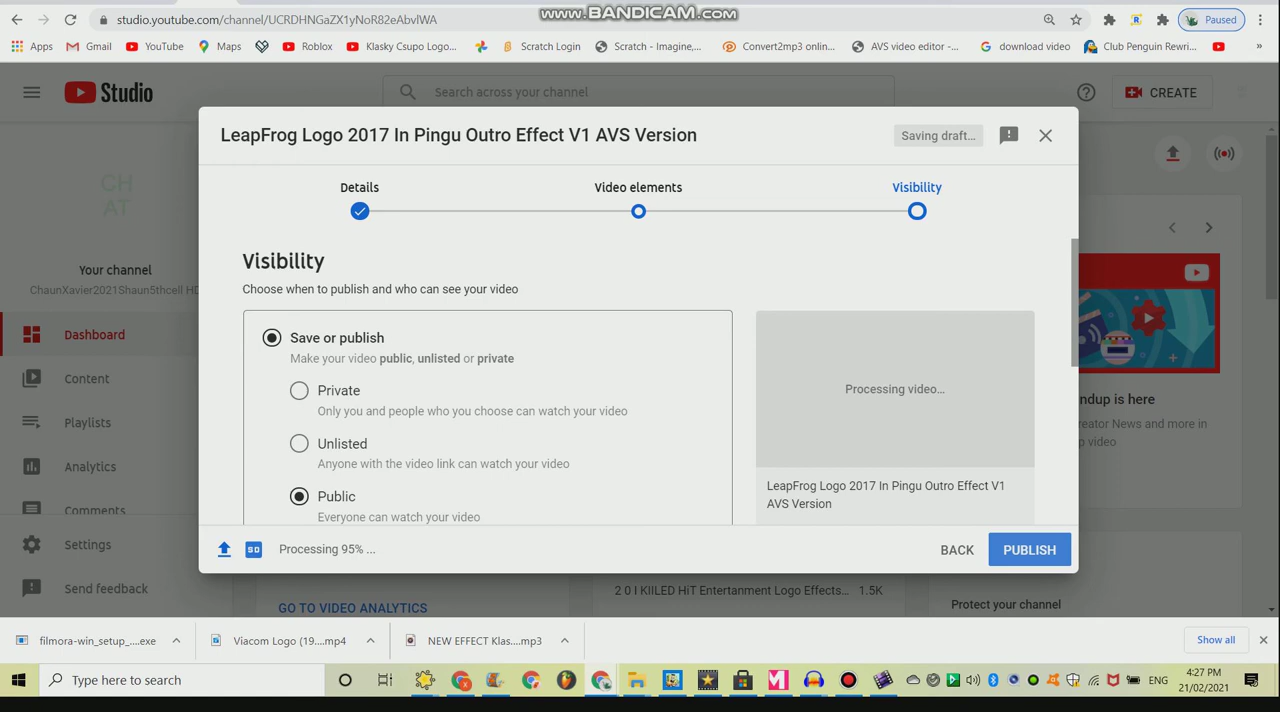 studio.youtube.com/channel/UCRDHNGaZX1yNoR82eAbvlWA
www.BANDICAM.com
Paused
Apps
Gmail
YouTube
Maps
Roblox
Klasky Csupo Logo...
Scratch Login
Scratch - Imagine,...
Convert2mp3 onlin...
AVS video editor -...
download video
Club Penguin Rewri...
»
Studio
Search across your channel
CREATE
LeapFrog Logo 2017 In Pingu Outro Effect V1 AVS Version
Saving draft...
Details
Video elements
Visibility
CH
AT
Your channel
ChaunXavier2021Shaun5thcell HD
Dashboard
Content
Playlists
Analytics
Comments
Settings
Send feedback
Visibility
Choose when to publish and who can see your video
Save or publish
Make your video public, unlisted or private
Private
Only you and people who you choose can watch your video
Unlisted
Anyone with the video link can watch your video
Public
Everyone can watch your video
Processing video...
LeapFrog Logo 2017 In Pingu Outro Effect V1
AVS Version
ndup is here
reator News and more in
p video
SD
Processing 95% ...
BACK
PUBLISH
GO TO VIDEO ANALYTICS
2 0 I KIILED HiT Entertanment Logo Effects...
1.5K
Protect your channel
filmora-win_setup_....exe
Viacom Logo (19....mp4
NEW EFFECT Klas....mp3
Show all
Type here to search
ENG
4:27 PM
21/02/2021